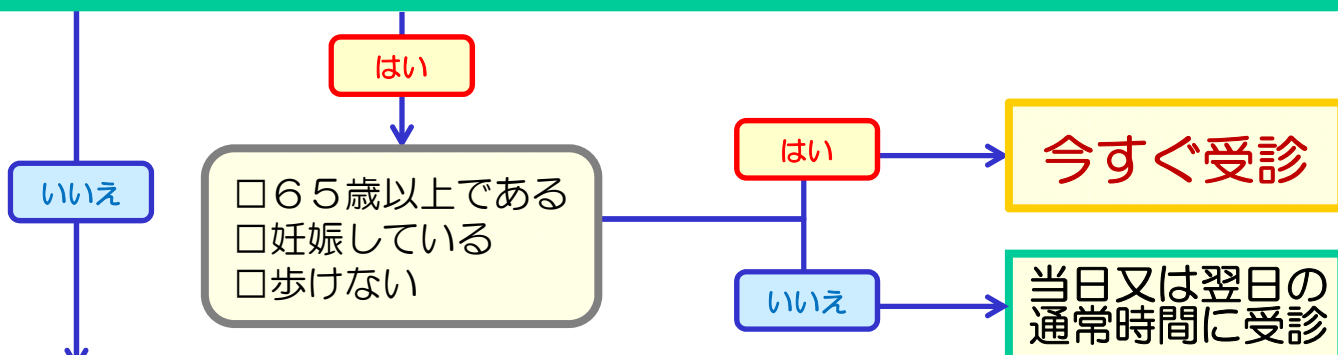 はい
いいえ
□６５歳以上である
□妊娠している
□歩けない
はい
今すぐ受診
いいえ
当日又は翌日の
通常時間に受診